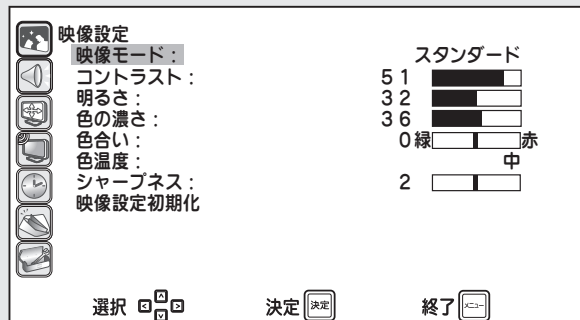 映像設定
映像モード： スタンダード
コントラスト： 51
明るさ： 32
色の濃さ： 36
色合い： 0 緑 赤
色温度： 中
シャープネス： 2
映像設定初期化
選択 決定 決定 終了 メニュー